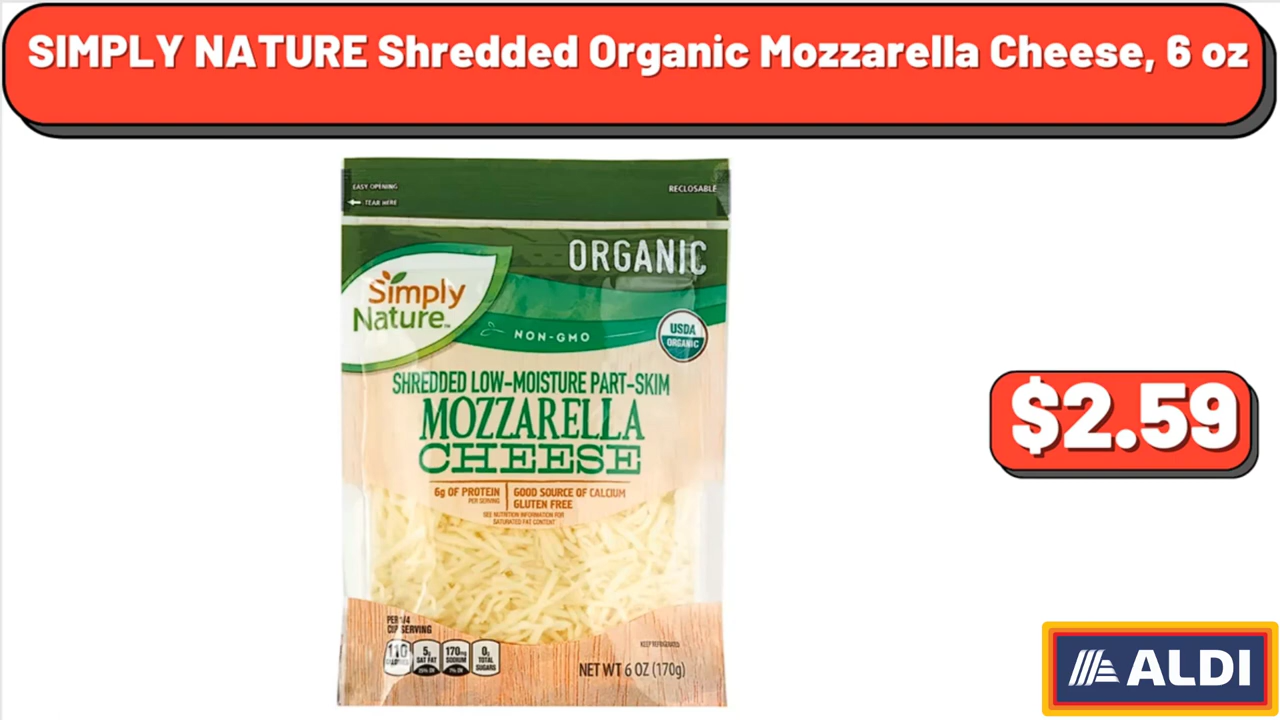 SIMPLY NATURE Shredded Organic Mozzarella Cheese, 6 oz
EASY OPENING
TEAR HERE
RECLOSABLE
ORGANIC
Simply
Nature™
NON-GMO
USDA
ORGANIC
SHREDDED LOW-MOISTURE PART-SKIM
MOZZARELLA
CHEESE
6g OF PROTEIN
PER SERVING
GOOD SOURCE OF CALCIUM
GLUTEN FREE
SEE NUTRITION INFORMATION FOR
SATURATED FAT CONTENT
$2.59
PER 1/4
CUP SERVING
110
5g
SAT FAT
170mg
SODIUM
7% DV
0g
TOTAL
SUGARS
KEEP REFRIGERATED
NET WT 6 OZ (170g)
ALDI